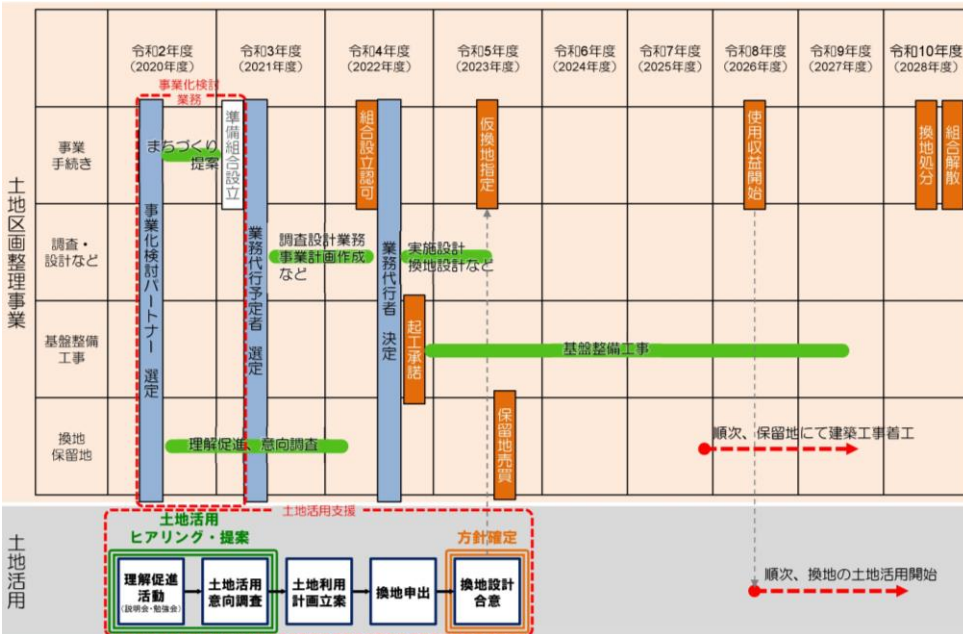 令和2年度
(2020年度)
令和3年度
(2021年度)
令和4年度
(2022年度)
令和5年度
(2023年度)
令和6年度
(2024年度)
令和7年度
(2025年度)
令和8年度
(2026年度)
令和9年度
(2027年度)
令和10年度
(2028年度)
事業化検討
業務
土地区画整理事業
事業
手続き
まちづくり
提案
準備組合設立
組合設立認可
仮換地指定
使用収益開始
換地処分
組合解散
調査・
設計など
事業化検討パートナー 選定
業務代行予定者 選定
調査設計業務
事業計画作成
など
業務代行者 決定
実施設計
換地設計など
基盤整備
工事
起工承諾
基盤整備工事
換地
保留地
理解促進、意向調査
保留地売買
順次、保留地にて建築工事着工
土地活用支援
土地活用
土地活用
ヒアリング・提案
方針確定
理解促進
活動
(説明会・勉強会)
土地活用
意向調査
土地利用
計画立案
換地申出
換地設計
合意
順次、換地の土地活用開始